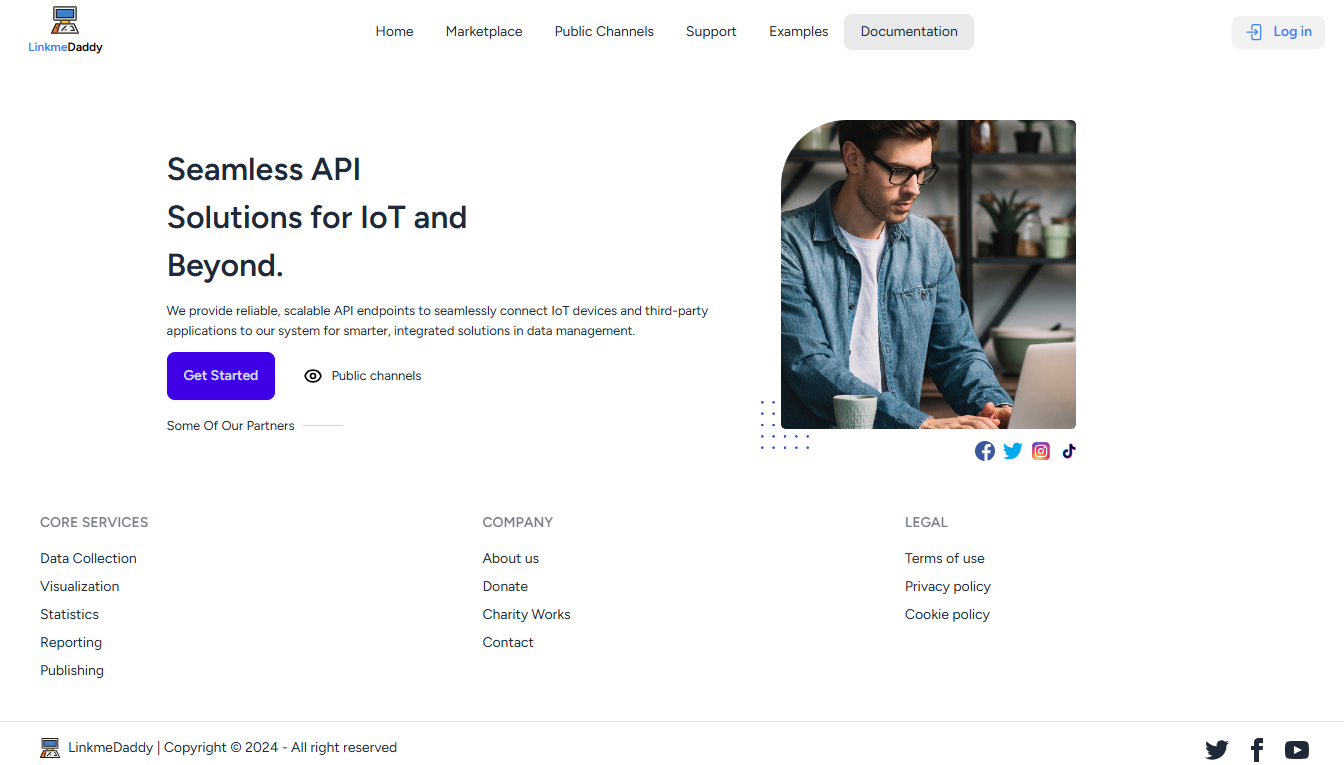 LinkmeDaddy
Home
Marketplace
Public Channels
Support
Examples
Documentation
Log in
Seamless API
Solutions for IoT and
Beyond.
We provide reliable, scalable API endpoints to seamlessly connect IoT devices and third-party
applications to our system for smarter, integrated solutions in data management.
Get Started
Public channels
Some Of Our Partners
CORE SERVICES
Data Collection
Visualization
Statistics
Reporting
Publishing
COMPANY
About us
Donate
Charity Works
Contact
LEGAL
Terms of use
Privacy policy
Cookie policy
LinkmeDaddy | Copyright © 2024 - All right reserved